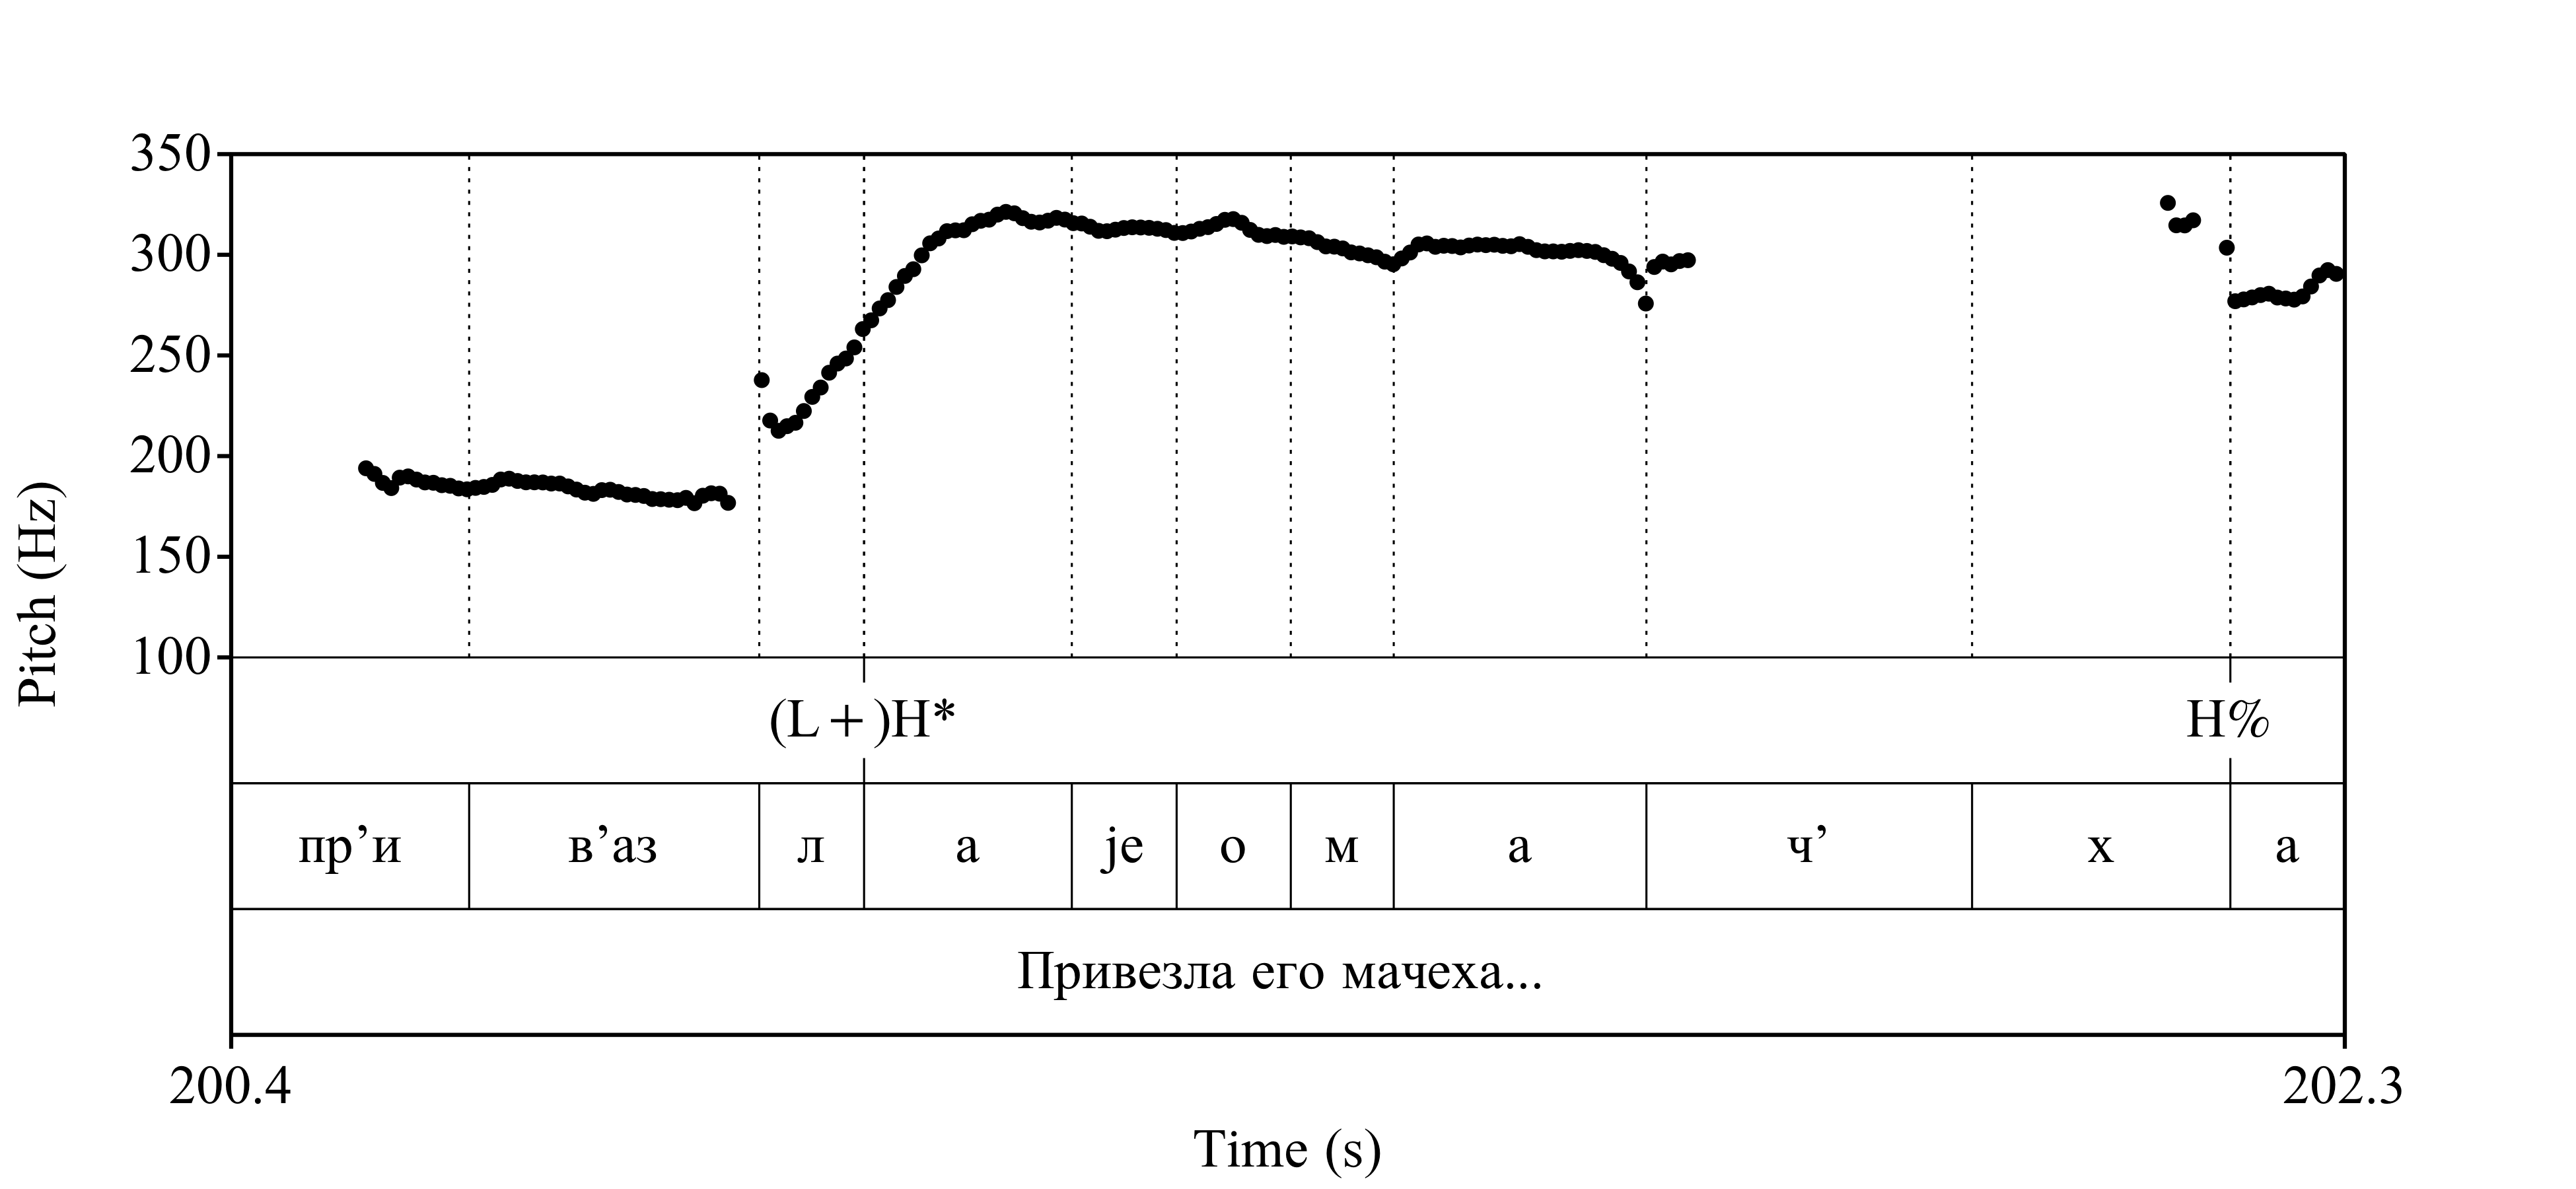 350
300
250
200
150
100
Pitch (Hz)
(L+)H* H%
пр’и в’аз л а jе о м а ч’ х а
Привезла его мачеха...
200.4 202.3
Time (s)